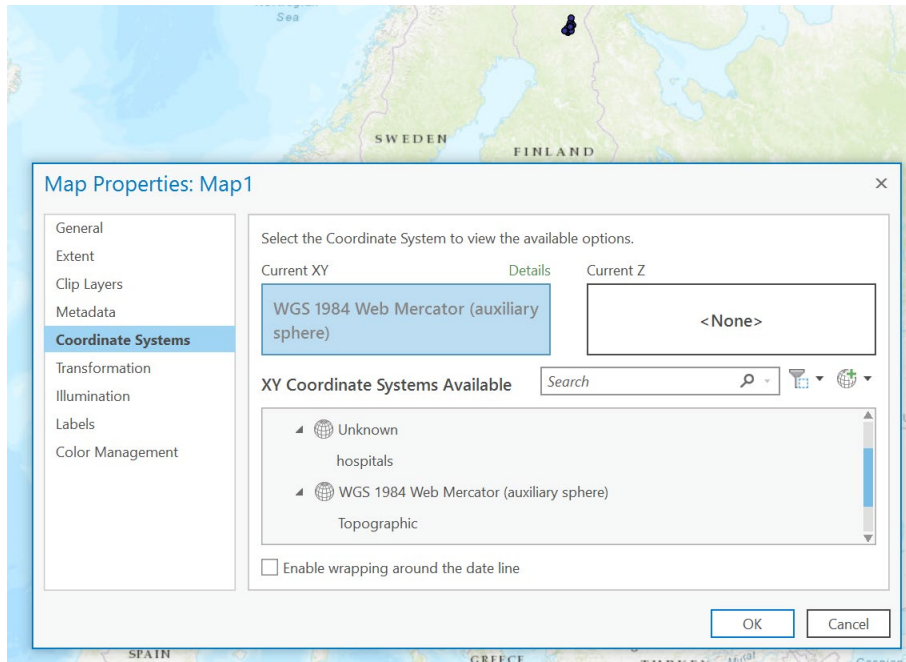 Sea
SWEDEN
FINLAND
Map Properties: Map1
General
Extent
Clip Layers
Metadata
Coordinate Systems
Transformation
Illumination
Labels
Color Management
Select the Coordinate System to view the available options.
Current XY
Details
Current Z
WGS 1984 Web Mercator (auxiliary
sphere)
<None>
XY Coordinate Systems Available
Search
Unknown
hospitals
WGS 1984 Web Mercator (auxiliary sphere)
Topographic
Enable wrapping around the date line
OK
Cancel
SPAIN
GREECE